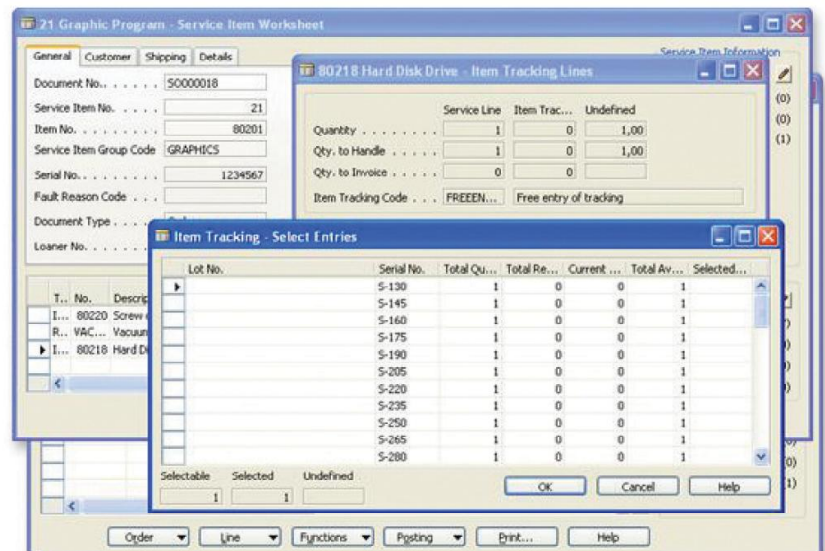 21 Graphic Program - Service Item Worksheet
General Customer Shipping Details
Service Item Information
Document No.. . . . . . SO000018
Service Item No. . . . . . 21
Item No. . . . . . . . . . 80201
Service Item Group Code GRAPHICS
Serial No.. . . . . . . . . 1234567
Fault Reason Code . . .
Document Type . . . .
Loaner No. . . . . . .
(0)
(0)
(1)
80218 Hard Disk Drive - Item Tracking Lines
Service Line Item Trac... Undefined
Quantity . . . . . . . . 1 0 1,00
Qty. to Handle . . . . . 1 0 1,00
Qty. to Invoice . . . . . 0 0
Item Tracking Code . . . FREEEN... Free entry of tracking
T.. No. Descrip
I... 80220 Screw
R.. VAC... Vacuum
I... 80218 Hard Di
Item Tracking - Select Entries
Lot No. Serial No. Total Qu... Total Re... Current ... Total Av... Selected...
S-130 1 0 0 1
S-145 1 0 0 1
S-160 1 0 0 1
S-175 1 0 0 1
S-190 1 0 0 1
S-205 1 0 0 1
S-220 1 0 0 1
S-235 1 0 0 1
S-250 1 0 0 1
S-265 1 0 0 1
S-280 1 0 0 1
Selectable Selected Undefined
1 1
OK Cancel Help
(0)
(1)
Order Line Functions Posting Print... Help